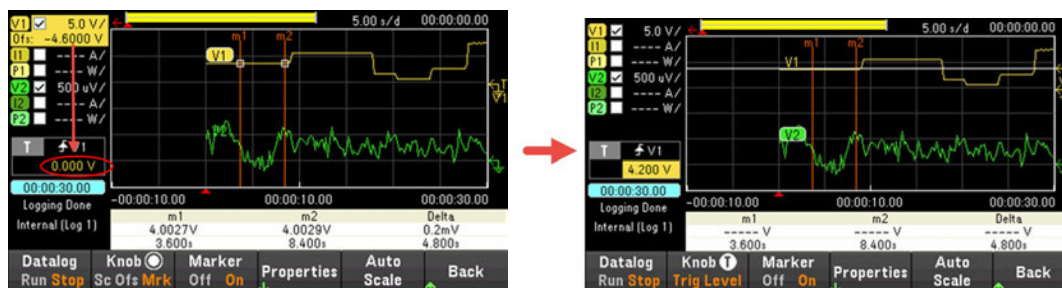 V1 5.0 V/ 5.00 s/d 00:00:00.00
Ofs: -4.6000 V
I1 ---- A/
P1 ---- W/
V2 500 uV/
I2 ---- A/
P2 ---- W/
m1 m2
V1
T V1
0.000 V
00:00:30.00
Logging Done
Internal (Log 1)
-00:00:10.00 00:00:10.00 00:00:30.00
m1 m2 Delta
4.0027V 4.0029V 0.2mV
3.600s 8.400s 4.800s
Datalog Knob Marker Properties Auto Back
Run Stop Sc Ofs Mrk Off On Scale
V1 5.0 V/ 5.00 s/d 00:00:00.00
I1 ---- A/
P1 ---- W/
V2 500 uV/
I2 ---- A/
P2 ---- W/
m1 m2
V1
V2
T V1
4.200 V
00:00:30.00
Logging Done
Internal (Log 1)
-00:00:10.00 00:00:10.00 00:00:30.00
m1 m2 Delta
----- V ----- V ----- V
3.600s 8.400s 4.800s
Datalog Knob T Marker Properties Auto Back
Run Stop Trig Level Off On Scale